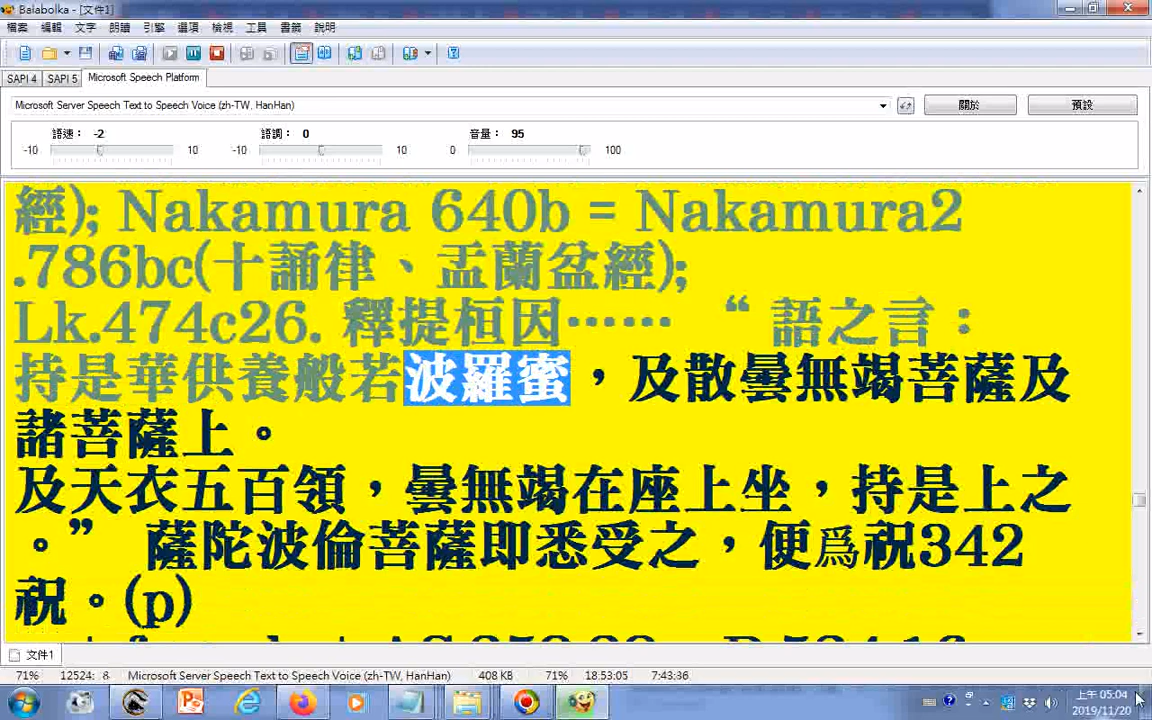 Balabolka - [文件1]
檔案 編輯 文字 朗讀 引擎 選項 檢視 工具 書籤 說明
SAPI 4 SAPI 5 Microsoft Speech Platform
Microsoft Server Speech Text to Speech Voice (zh-TW, HanHan) 關於 預設
語速: -2 語調: 0 音量: 95
-10 10 -10 10 0 100
經); Nakamura 640b = Nakamura2
.786bc(十誦律、盂蘭盆經);
Lk.474c26. 釋提桓因…… “語之言：
持是華供養般若波羅蜜，及散曇無竭菩薩及
諸菩薩上。
及天衣五百領，曇無竭在座上坐，持是上之
。” 薩陀波倫菩薩即悉受之，便爲祝342
祝。(p)
文件1
71% 12524: 8 Microsoft Server Speech Text to Speech Voice (zh-TW, HanHan) 408 KB 71% 18:53:05 7:43:36
上午 05:04
2019/11/20